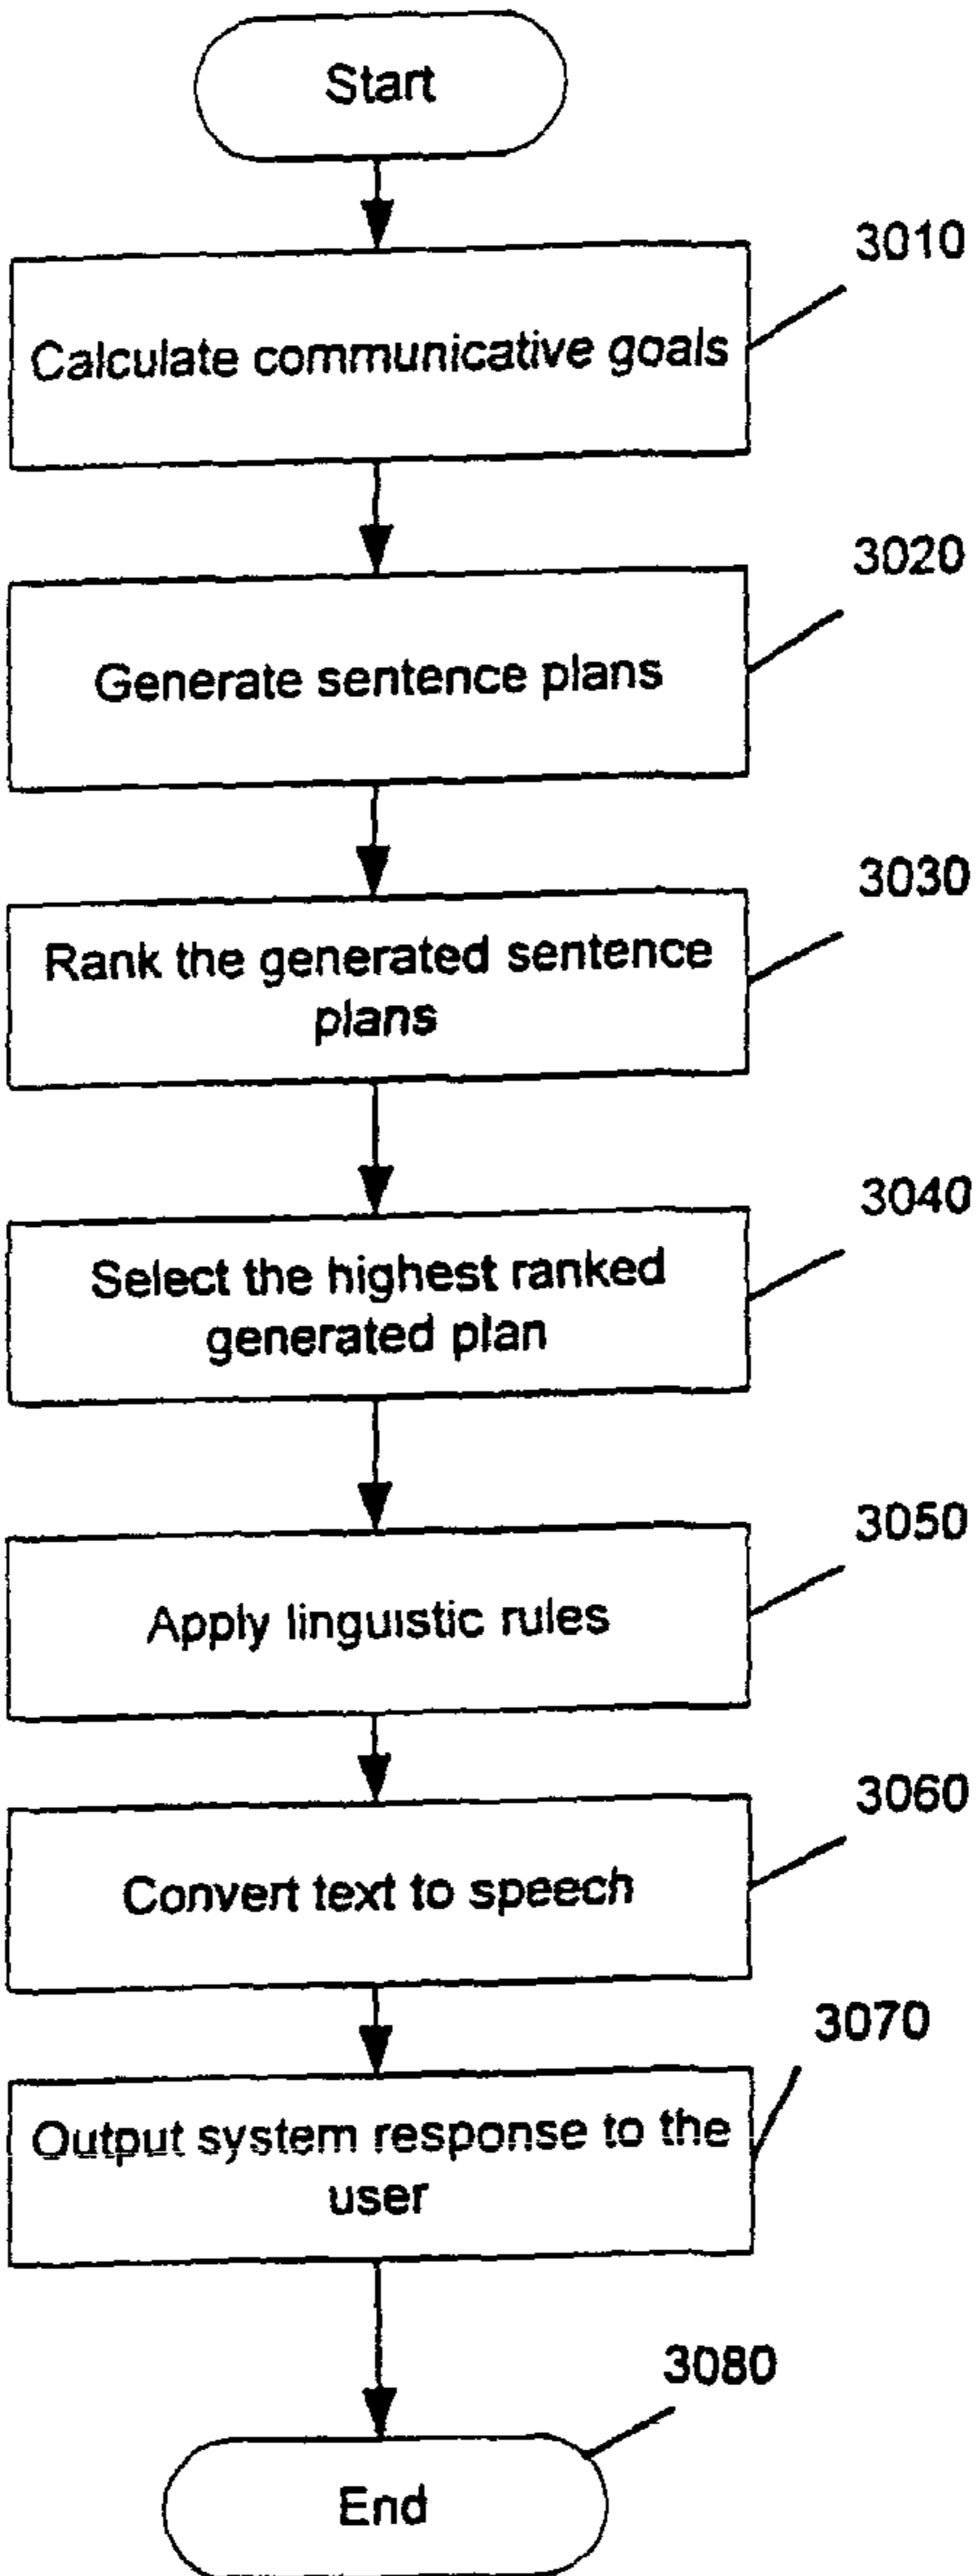 Start
3010
Calculate communicative goals
3020
Generate sentence plans
3030
Rank the generated sentence
plans
3040
Select the highest ranked
generated plan
3050
Apply linguistic rules
3060
Convert text to speech
3070
Output system response to the
user
3080
End